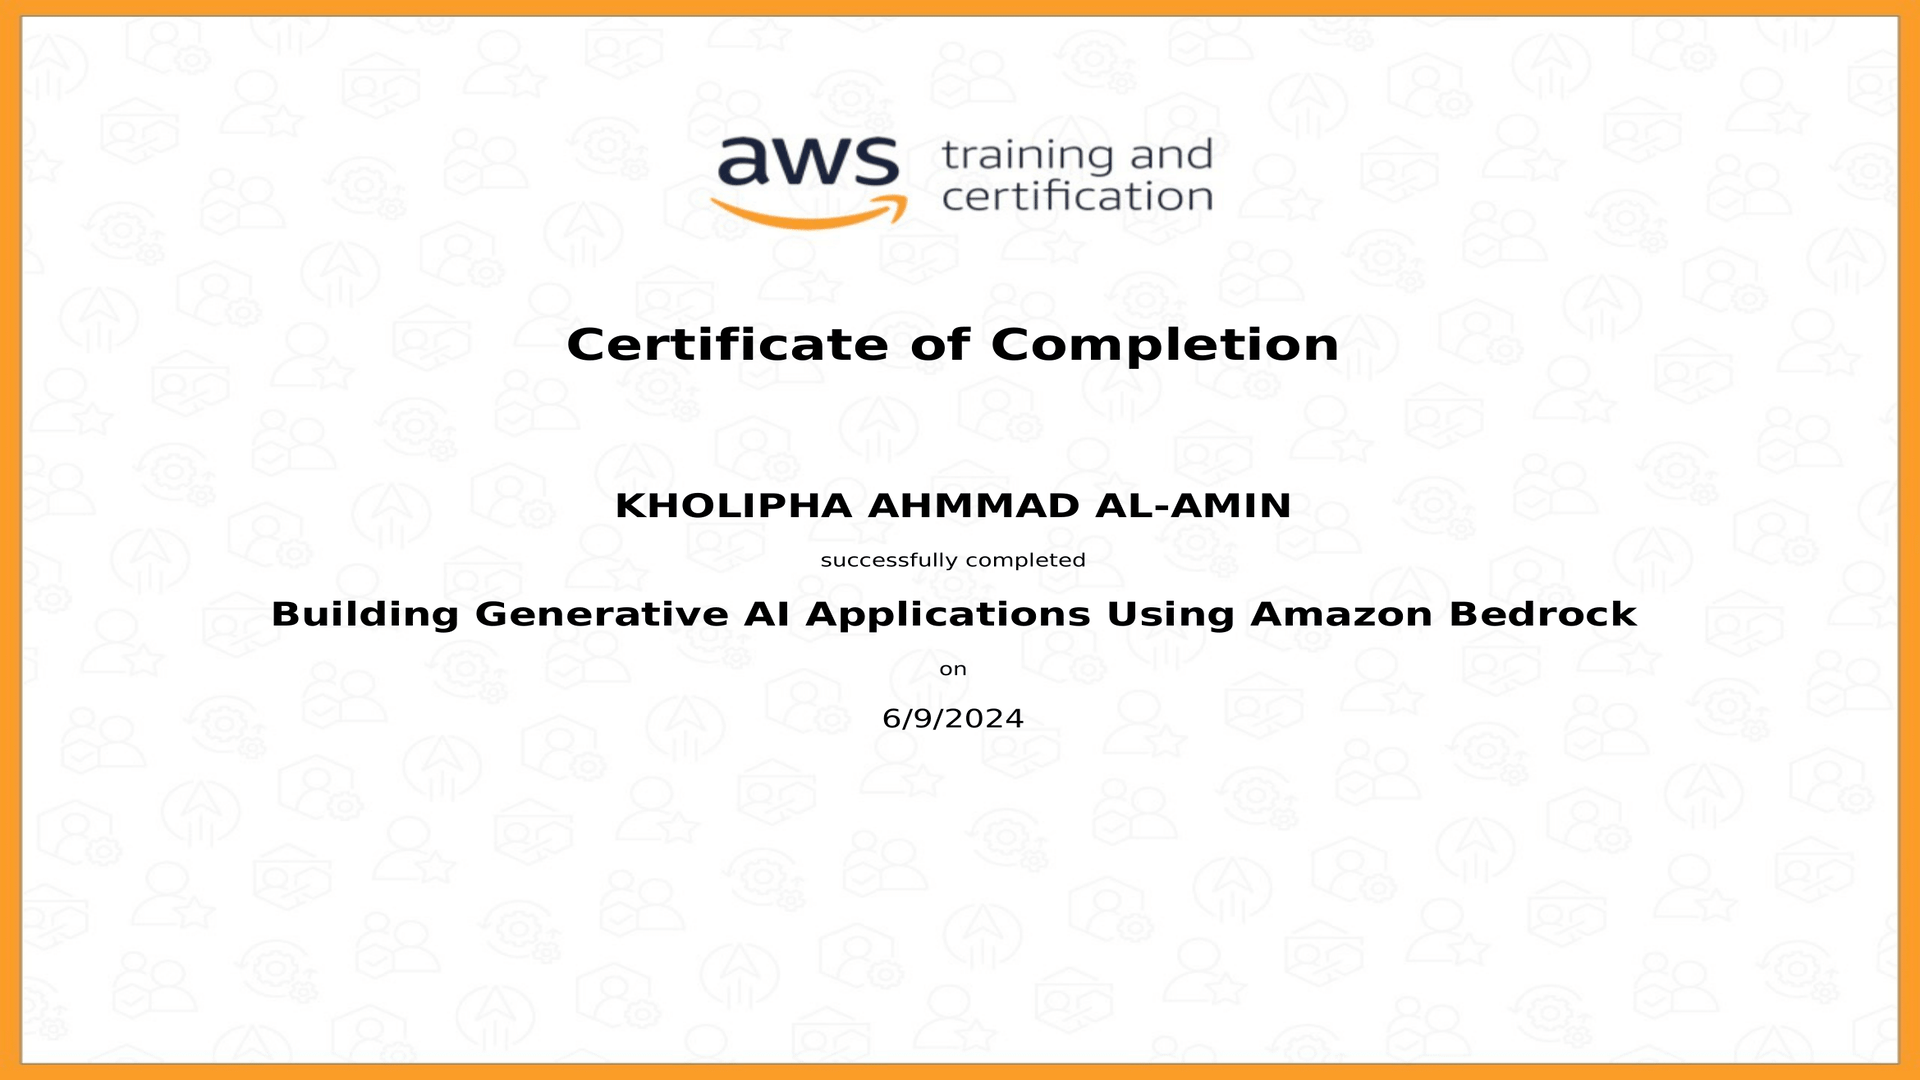 aws training and
certification
Certificate of Completion
KHOLIPHA AHMMAD AL-AMIN
successfully completed
Building Generative AI Applications Using Amazon Bedrock
on
6/9/2024